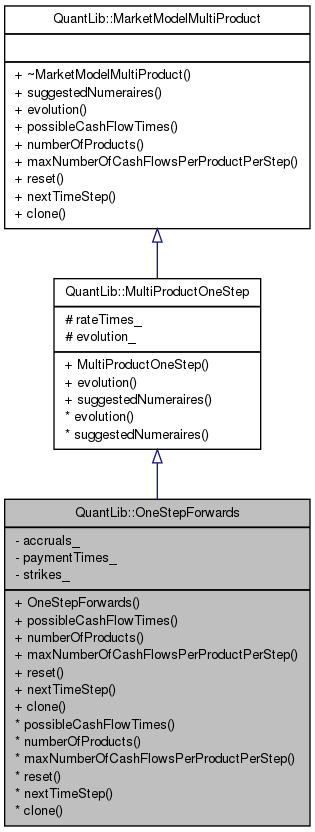 QuantLib::MarketModelMultiProduct
+ ~MarketModelMultiProduct()
+ suggestedNumeraires()
+ evolution()
+ possibleCashFlowTimes()
+ numberOfProducts()
+ maxNumberOfCashFlowsPerProductPerStep()
+ reset()
+ nextTimeStep()
+ clone()
QuantLib::MultiProductOneStep
# rateTimes_
# evolution_
+ MultiProductOneStep()
+ evolution()
+ suggestedNumeraires()
* evolution()
* suggestedNumeraires()
QuantLib::OneStepForwards
- accruals_
- paymentTimes_
- strikes_
+ OneStepForwards()
+ possibleCashFlowTimes()
+ numberOfProducts()
+ maxNumberOfCashFlowsPerProductPerStep()
+ reset()
+ nextTimeStep()
+ clone()
* possibleCashFlowTimes()
* numberOfProducts()
* maxNumberOfCashFlowsPerProductPerStep()
* reset()
* nextTimeStep()
* clone()